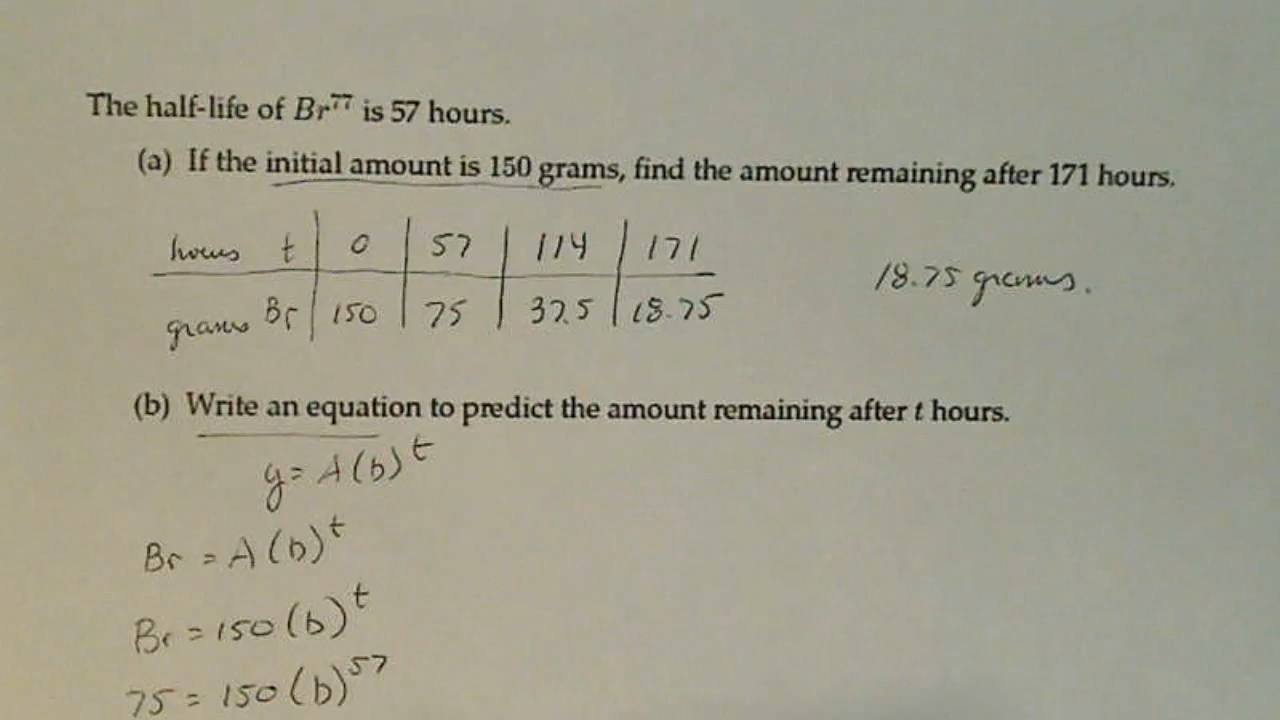 The half-life of Br⁷⁷ is 57 hours.
(a) If the initial amount is 150 grams, find the amount remaining after 171 hours.
hours t | 0 | 57 | 114 | 171
grams Br | 150 | 75 | 37.5 | 18.75
18.75 grams.
(b) Write an equation to predict the amount remaining after t hours.
y = A(b)^t
Br = A(b)^t
Br = 150(b)^t
75 = 150(b)^57